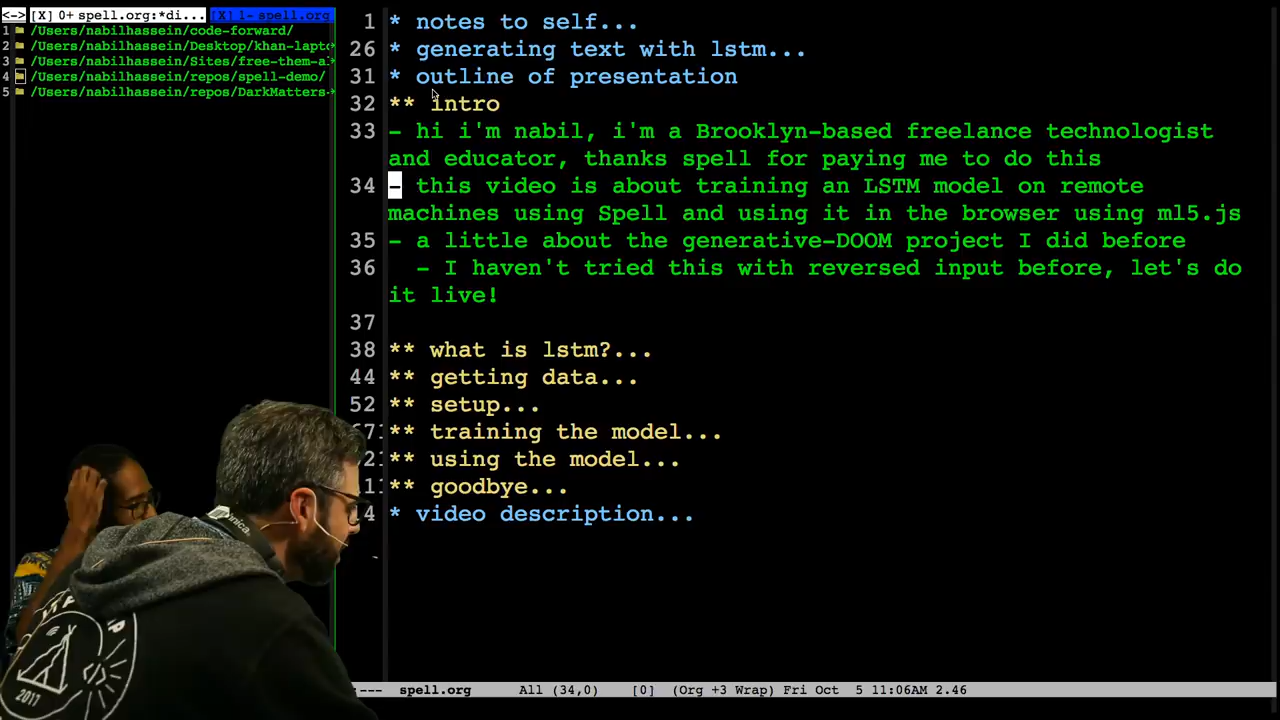 <-> [X] 0+ spell.org:*di... [X] 1- spell.org
1 /Users/nabilhassein/code-forward/
2 /Users/nabilhassein/Desktop/khan-lapt
3 /Users/nabilhassein/Sites/free-them-a
4 /Users/nabilhassein/repos/spell-demo/
5 /Users/nabilhassein/repos/DarkMatters-
1 * notes to self...
26 * generating text with lstm...
31 * outline of presentation
32 ** intro
33 - hi i'm nabil, i'm a Brooklyn-based freelance technologist
and educator, thanks spell for paying me to do this
34 - this video is about training an LSTM model on remote
machines using Spell and using it in the browser using ml5.js
35 - a little about the generative-DOOM project I did before
36 - I haven't tried this with reversed input before, let's do
it live!
37
38 ** what is lstm?...
44 ** getting data...
52 ** setup...
67 ** training the model...
** using the model...
** goodbye...
* video description...
--- spell.org All (34,0) [0] (Org +3 Wrap) Fri Oct 5 11:06AM 2.46
2017